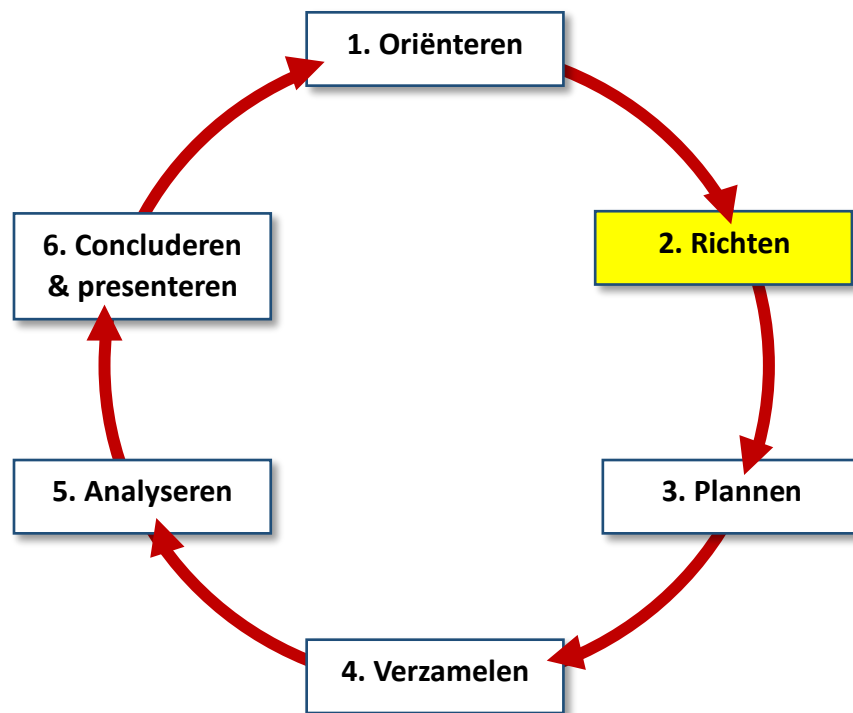 1. Oriënteren
2. Richten
3. Plannen
4. Verzamelen
5. Analyseren
6. Concluderen
& presenteren